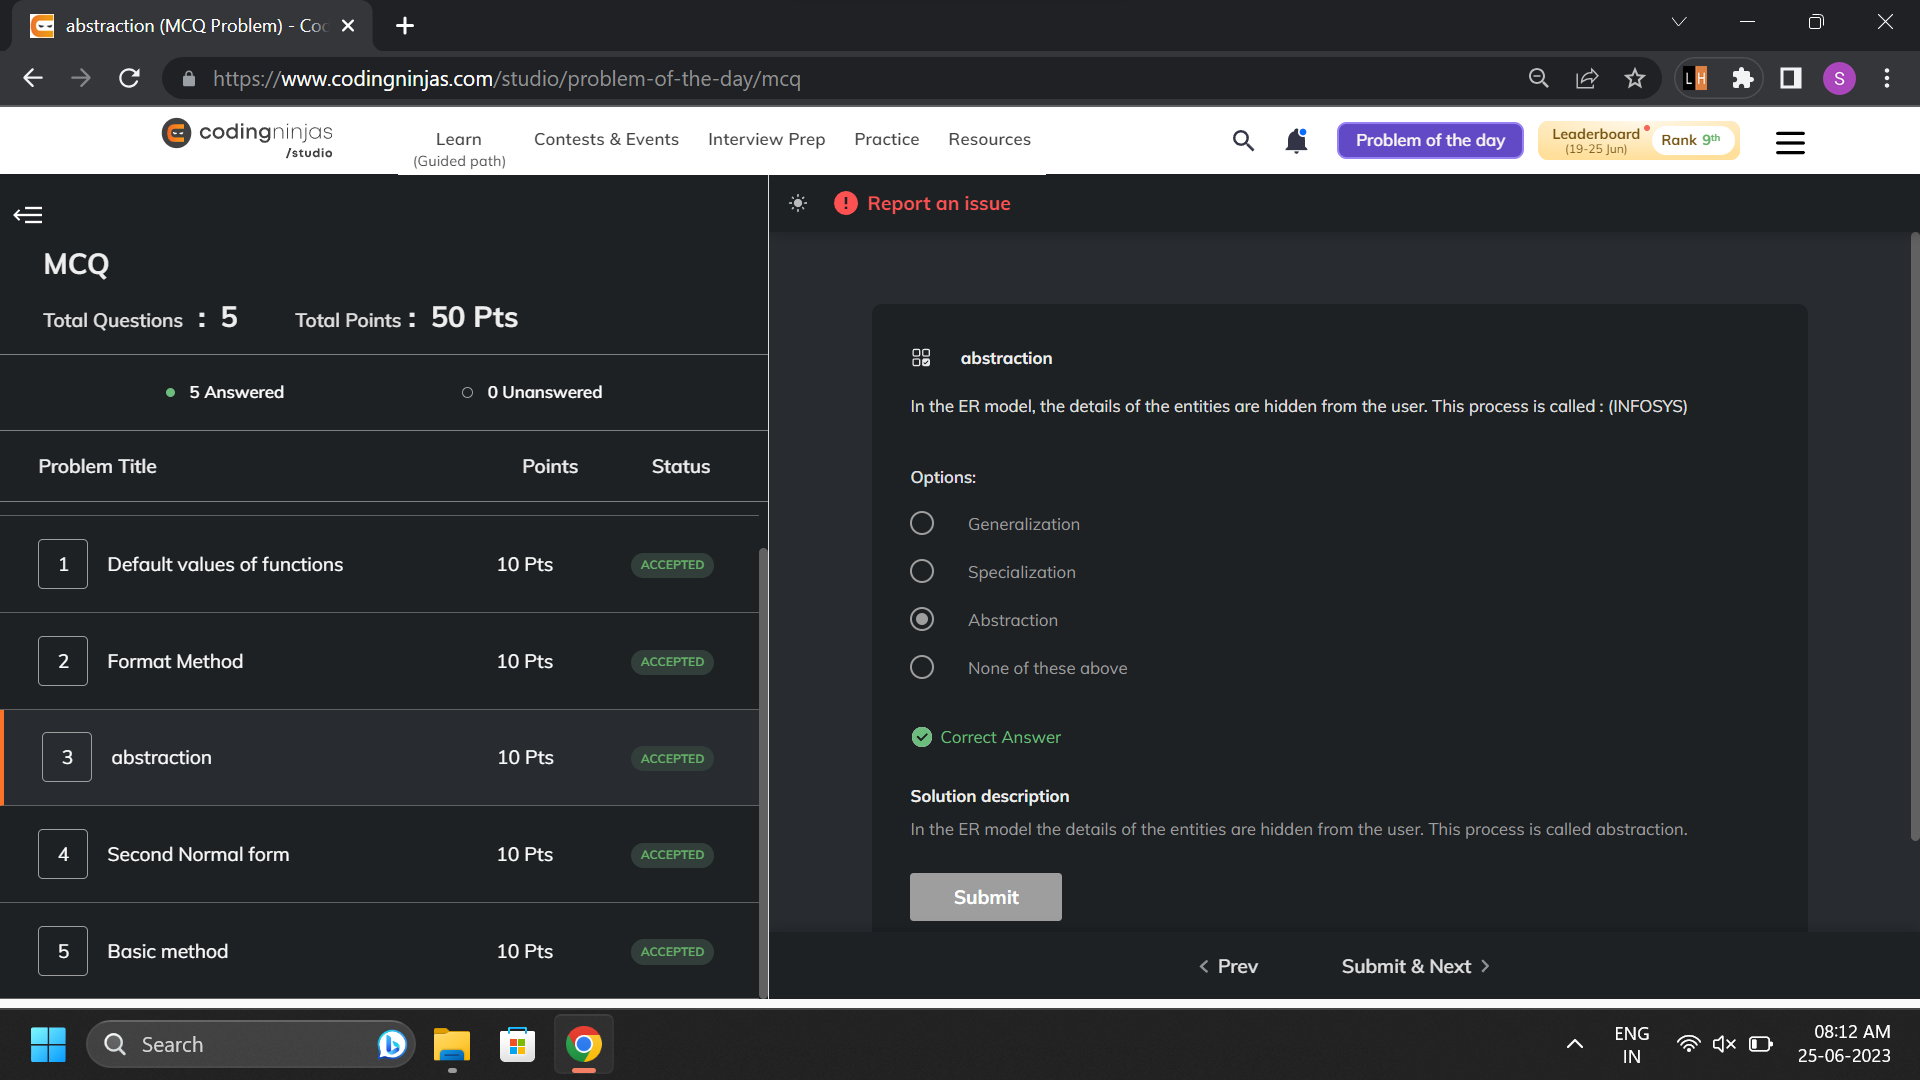 abstraction (MCQ Problem) - Co
https://www.codingninjas.com/studio/problem-of-the-day/mcq
L H
S
codingninjas
/studio
Learn
(Guided path)
Contests & Events
Interview Prep
Practice
Resources
Problem of the day
Leaderboard
(19-25 Jun)
Rank 9th
MCQ
Total Questions : 5 Total Points : 50 Pts
5 Answered 0 Unanswered
Problem Title Points Status
1 Default values of functions 10 Pts ACCEPTED
2 Format Method 10 Pts ACCEPTED
3 abstraction 10 Pts ACCEPTED
4 Second Normal form 10 Pts ACCEPTED
5 Basic method 10 Pts ACCEPTED
Report an issue
abstraction
In the ER model, the details of the entities are hidden from the user. This process is called : (INFOSYS)
Options:
Generalization
Specialization
Abstraction
None of these above
Correct Answer
Solution description
In the ER model the details of the entities are hidden from the user. This process is called abstraction.
Submit
Prev Submit & Next
Search
ENG
IN
08:12 AM
25-06-2023